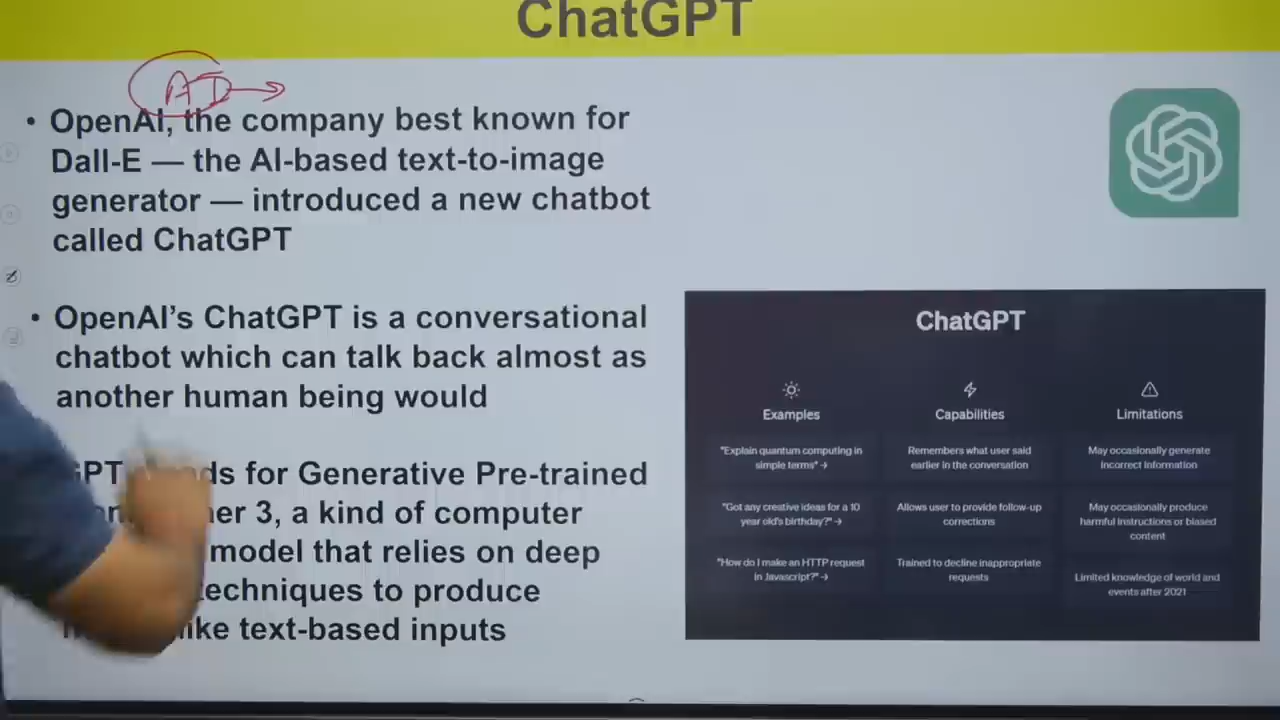 ChatGPT
AI
• OpenAI, the company best known for
Dall-E — the AI-based text-to-image
generator — introduced a new chatbot
called ChatGPT
• OpenAI's ChatGPT is a conversational
chatbot which can talk back almost as
another human being would
for Generative Pre-trained
3, a kind of computer
model that relies on deep
techniques to produce
text-based inputs
ChatGPT
Examples
"Explain quantum computing in
simple terms" →
"Got any creative ideas for a 10
year old's birthday?" →
"How do I make an HTTP request
in Javascript?" →
Capabilities
Remembers what user said
earlier in the conversation
Allows user to provide follow-up
corrections
Trained to decline inappropriate
requests
Limitations
May occasionally generate
incorrect information
May occasionally produce
harmful instructions or biased
content
Limited knowledge of world and
events after 2021